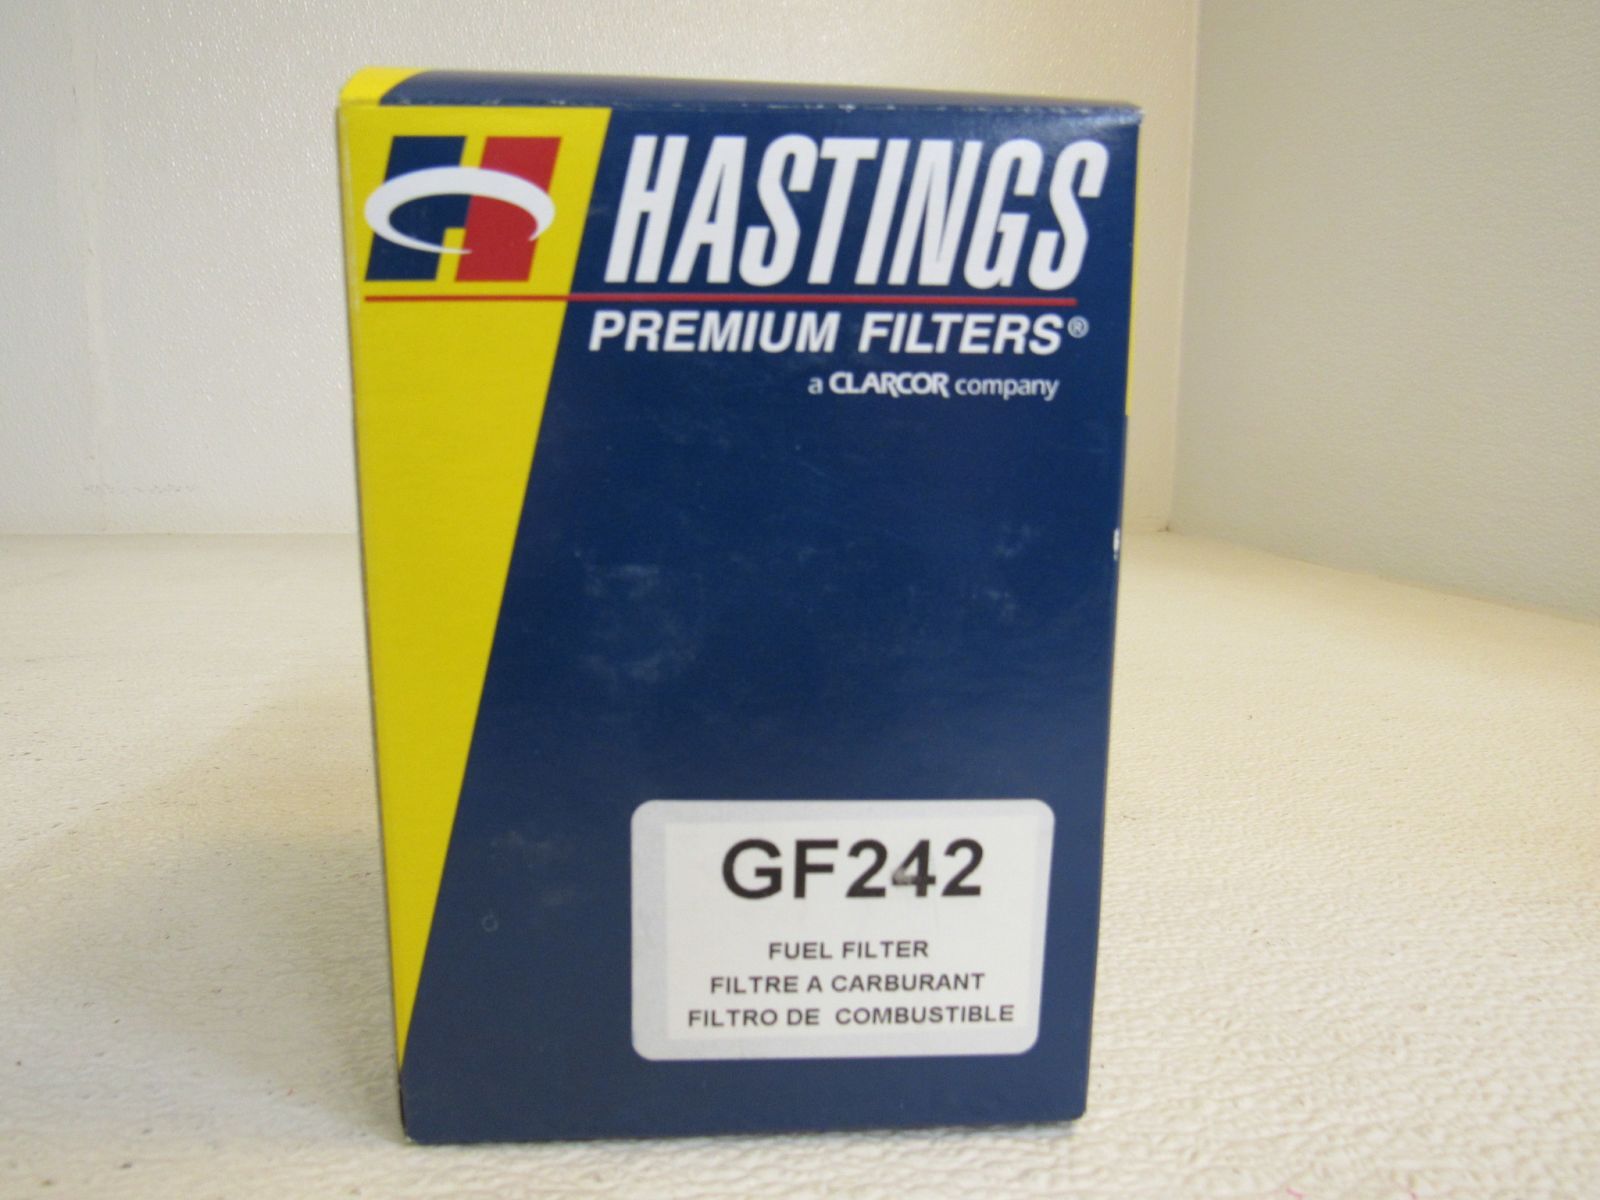 HASTINGS
PREMIUM FILTERS®
a CLARCOR company
GF242
FUEL FILTER
FILTRE A CARBURANT
FILTRO DE COMBUSTIBLE